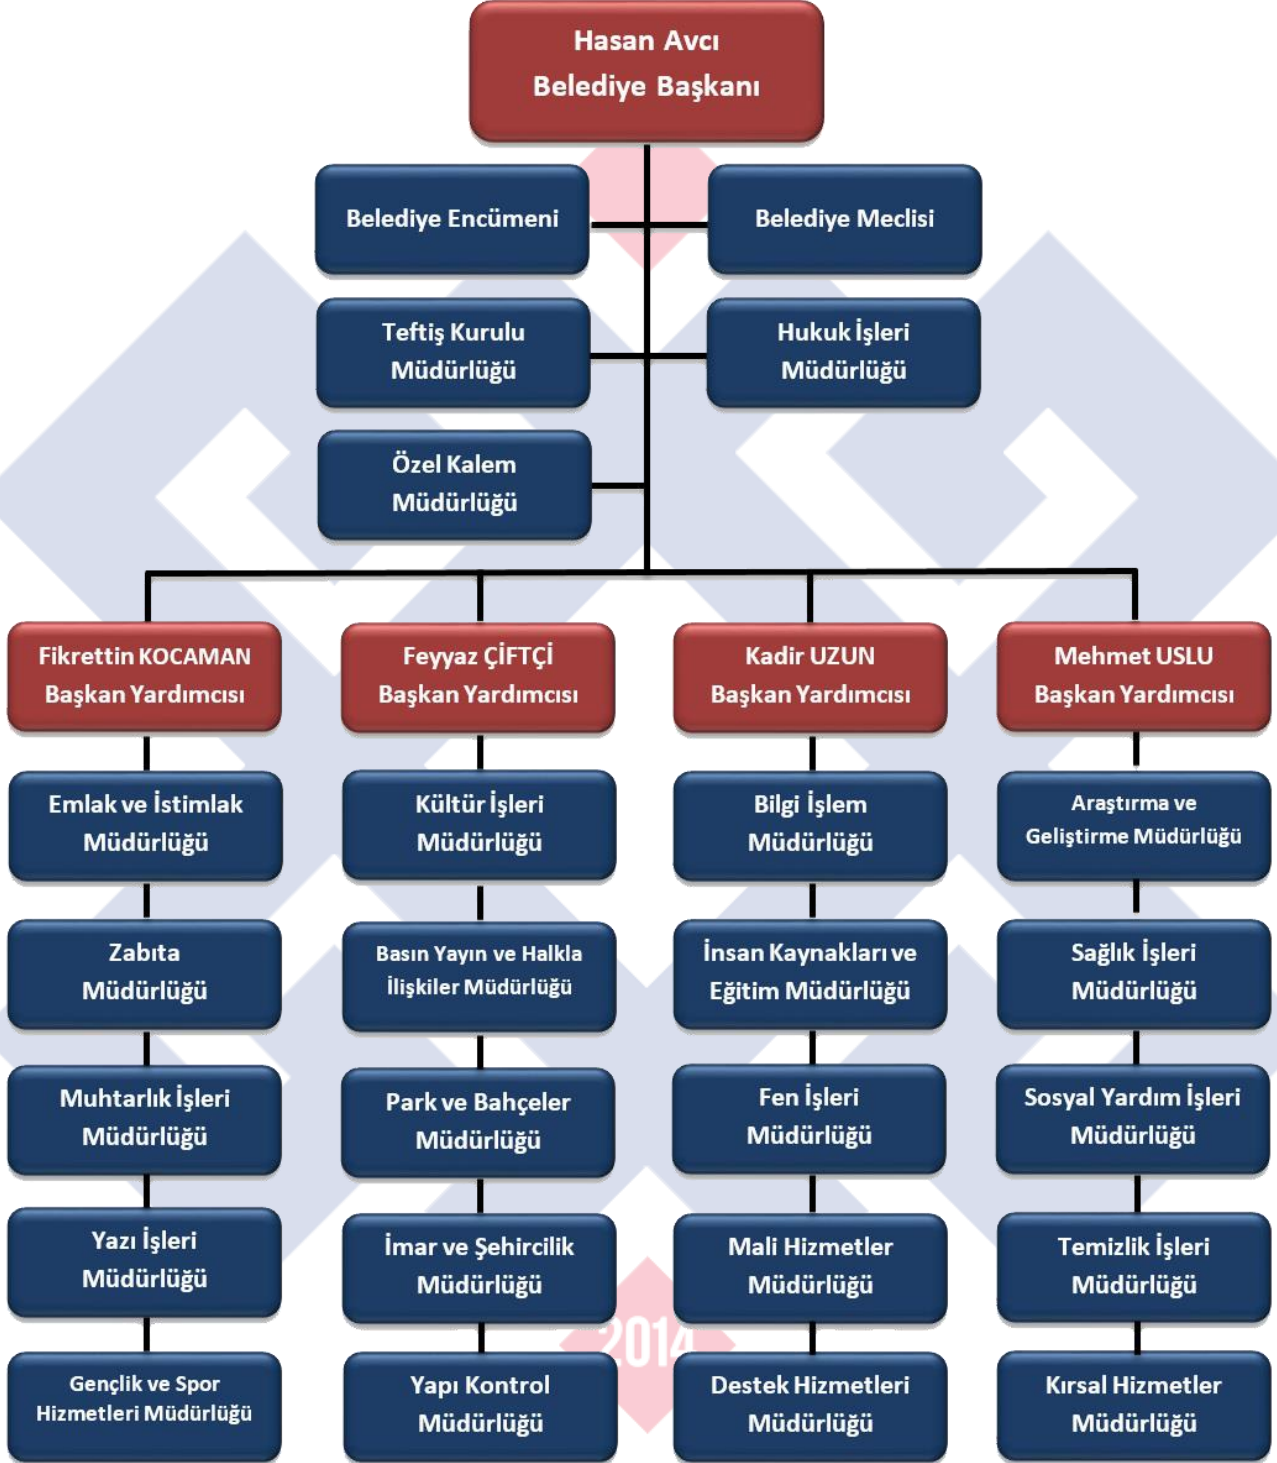 Hasan Avcı
Belediye Başkanı
Belediye Encümeni
Belediye Meclisi
Teftiş Kurulu
Müdürlüğü
Hukuk İşleri
Müdürlüğü
Özel Kalem
Müdürlüğü
Fikrettin KOCAMAN
Başkan Yardımcısı
Feyyaz ÇİFTÇİ
Başkan Yardımcısı
Kadir UZUN
Başkan Yardımcısı
Mehmet USLU
Başkan Yardımcısı
Emlak ve İstimlak
Müdürlüğü
Kültür İşleri
Müdürlüğü
Bilgi İşlem
Müdürlüğü
Araştırma ve
Geliştirme Müdürlüğü
Zabıta
Müdürlüğü
Basın Yayın ve Halkla
İlişkiler Müdürlüğü
İnsan Kaynakları ve
Eğitim Müdürlüğü
Sağlık İşleri
Müdürlüğü
Muhtarlık İşleri
Müdürlüğü
Park ve Bahçeler
Müdürlüğü
Fen İşleri
Müdürlüğü
Sosyal Yardım İşleri
Müdürlüğü
Yazı İşleri
Müdürlüğü
İmar ve Şehircilik
Müdürlüğü
Mali Hizmetler
Müdürlüğü
Temizlik İşleri
Müdürlüğü
2014
Gençlik ve Spor
Hizmetleri Müdürlüğü
Yapı Kontrol
Müdürlüğü
Destek Hizmetleri
Müdürlüğü
Kırsal Hizmetler
Müdürlüğü